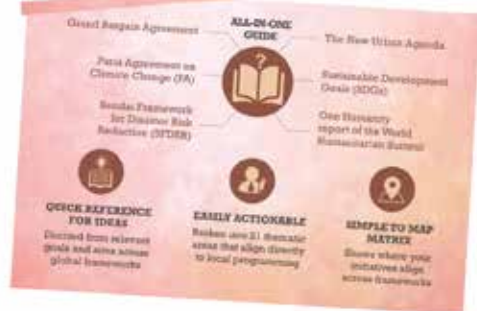 ALL-IN-ONE
GUIDE
Grand Bargain Agreement
The New Urban Agenda
Paris Agreement on
Climate Change (PA)
Sustainable Development
Goals (SDGs)
Sendai Framework
for Disaster Risk
Reduction (SFDRR)
One Humanity
report of the World
Humanitarian Summit
QUICK REFERENCE
FOR IDEAS
Distilled from relevant
goals and aims across
global frameworks
EASILY ACTIONABLE
Broken into 21 thematic
areas that align directly
to local programming
SIMPLE TO MAP
MATRIX
Shows where your
initiatives align
across frameworks